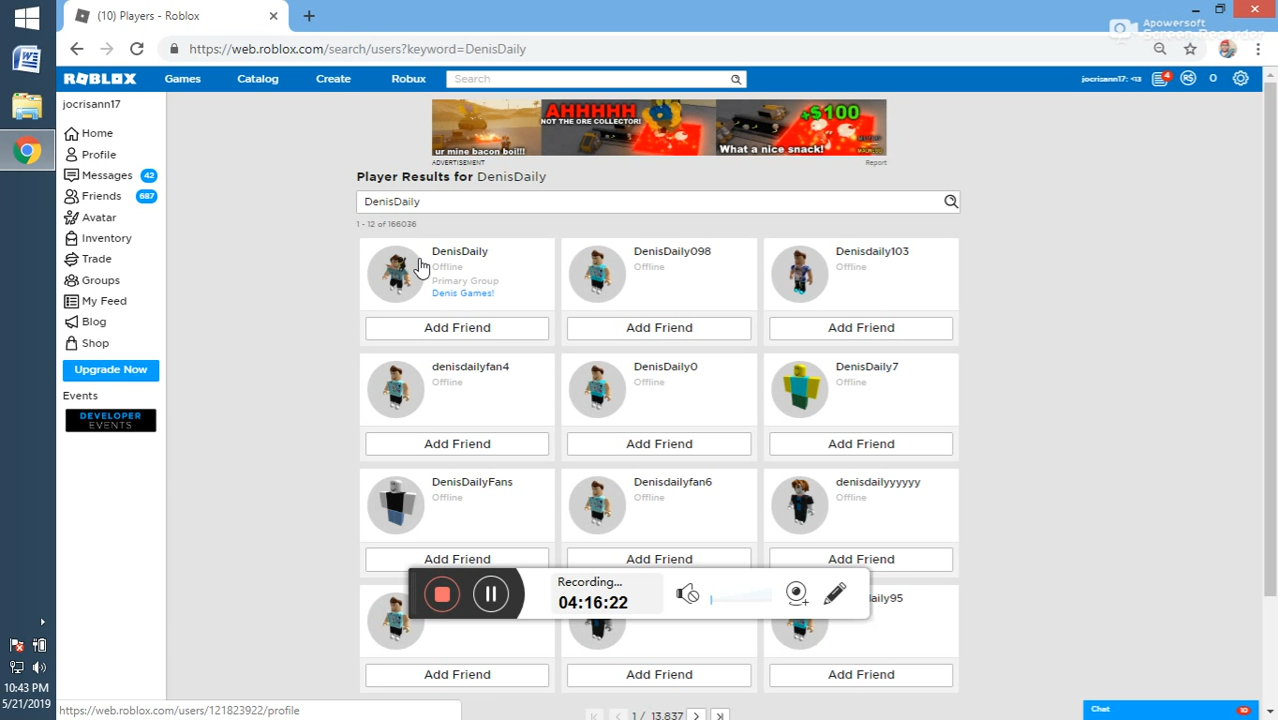 (10) Players - Roblox
Apowersoft
Screen Recorder
https://web.roblox.com/search/users?keyword=DenisDaily
ROBLOX
Games
Catalog
Create
Robux
Search
jocrisann17: <13
4
0
jocrisann17
Home
Profile
Messages 42
Friends 687
Avatar
Inventory
Trade
Groups
My Feed
Blog
Shop
Upgrade Now
Events
DEVELOPER
EVENTS
AHHHHH
NOT THE ORE COLLECTOR!
ur mine bacon boi!!!
+$100
What a nice snack!
ADVERTISEMENT
Report
Player Results for DenisDaily
DenisDaily
1 - 12 of 166036
DenisDaily
Offline
Primary Group
Denis Games!
Add Friend
DenisDaily098
Offline
Add Friend
Denisdaily103
Offline
Add Friend
denisdailyfan4
Offline
Add Friend
DenisDaily0
Offline
Add Friend
DenisDaily7
Offline
Add Friend
DenisDailyFans
Offline
Add Friend
Denisdailyfan6
Offline
Add Friend
denisdailyyyyyy
Offline
Add Friend
Recording...
04:16:22
aily95
Add Friend
Add Friend
Add Friend
1 / 13,837
Chat
10
https://web.roblox.com/users/121823922/profile
10:43 PM
5/21/2019